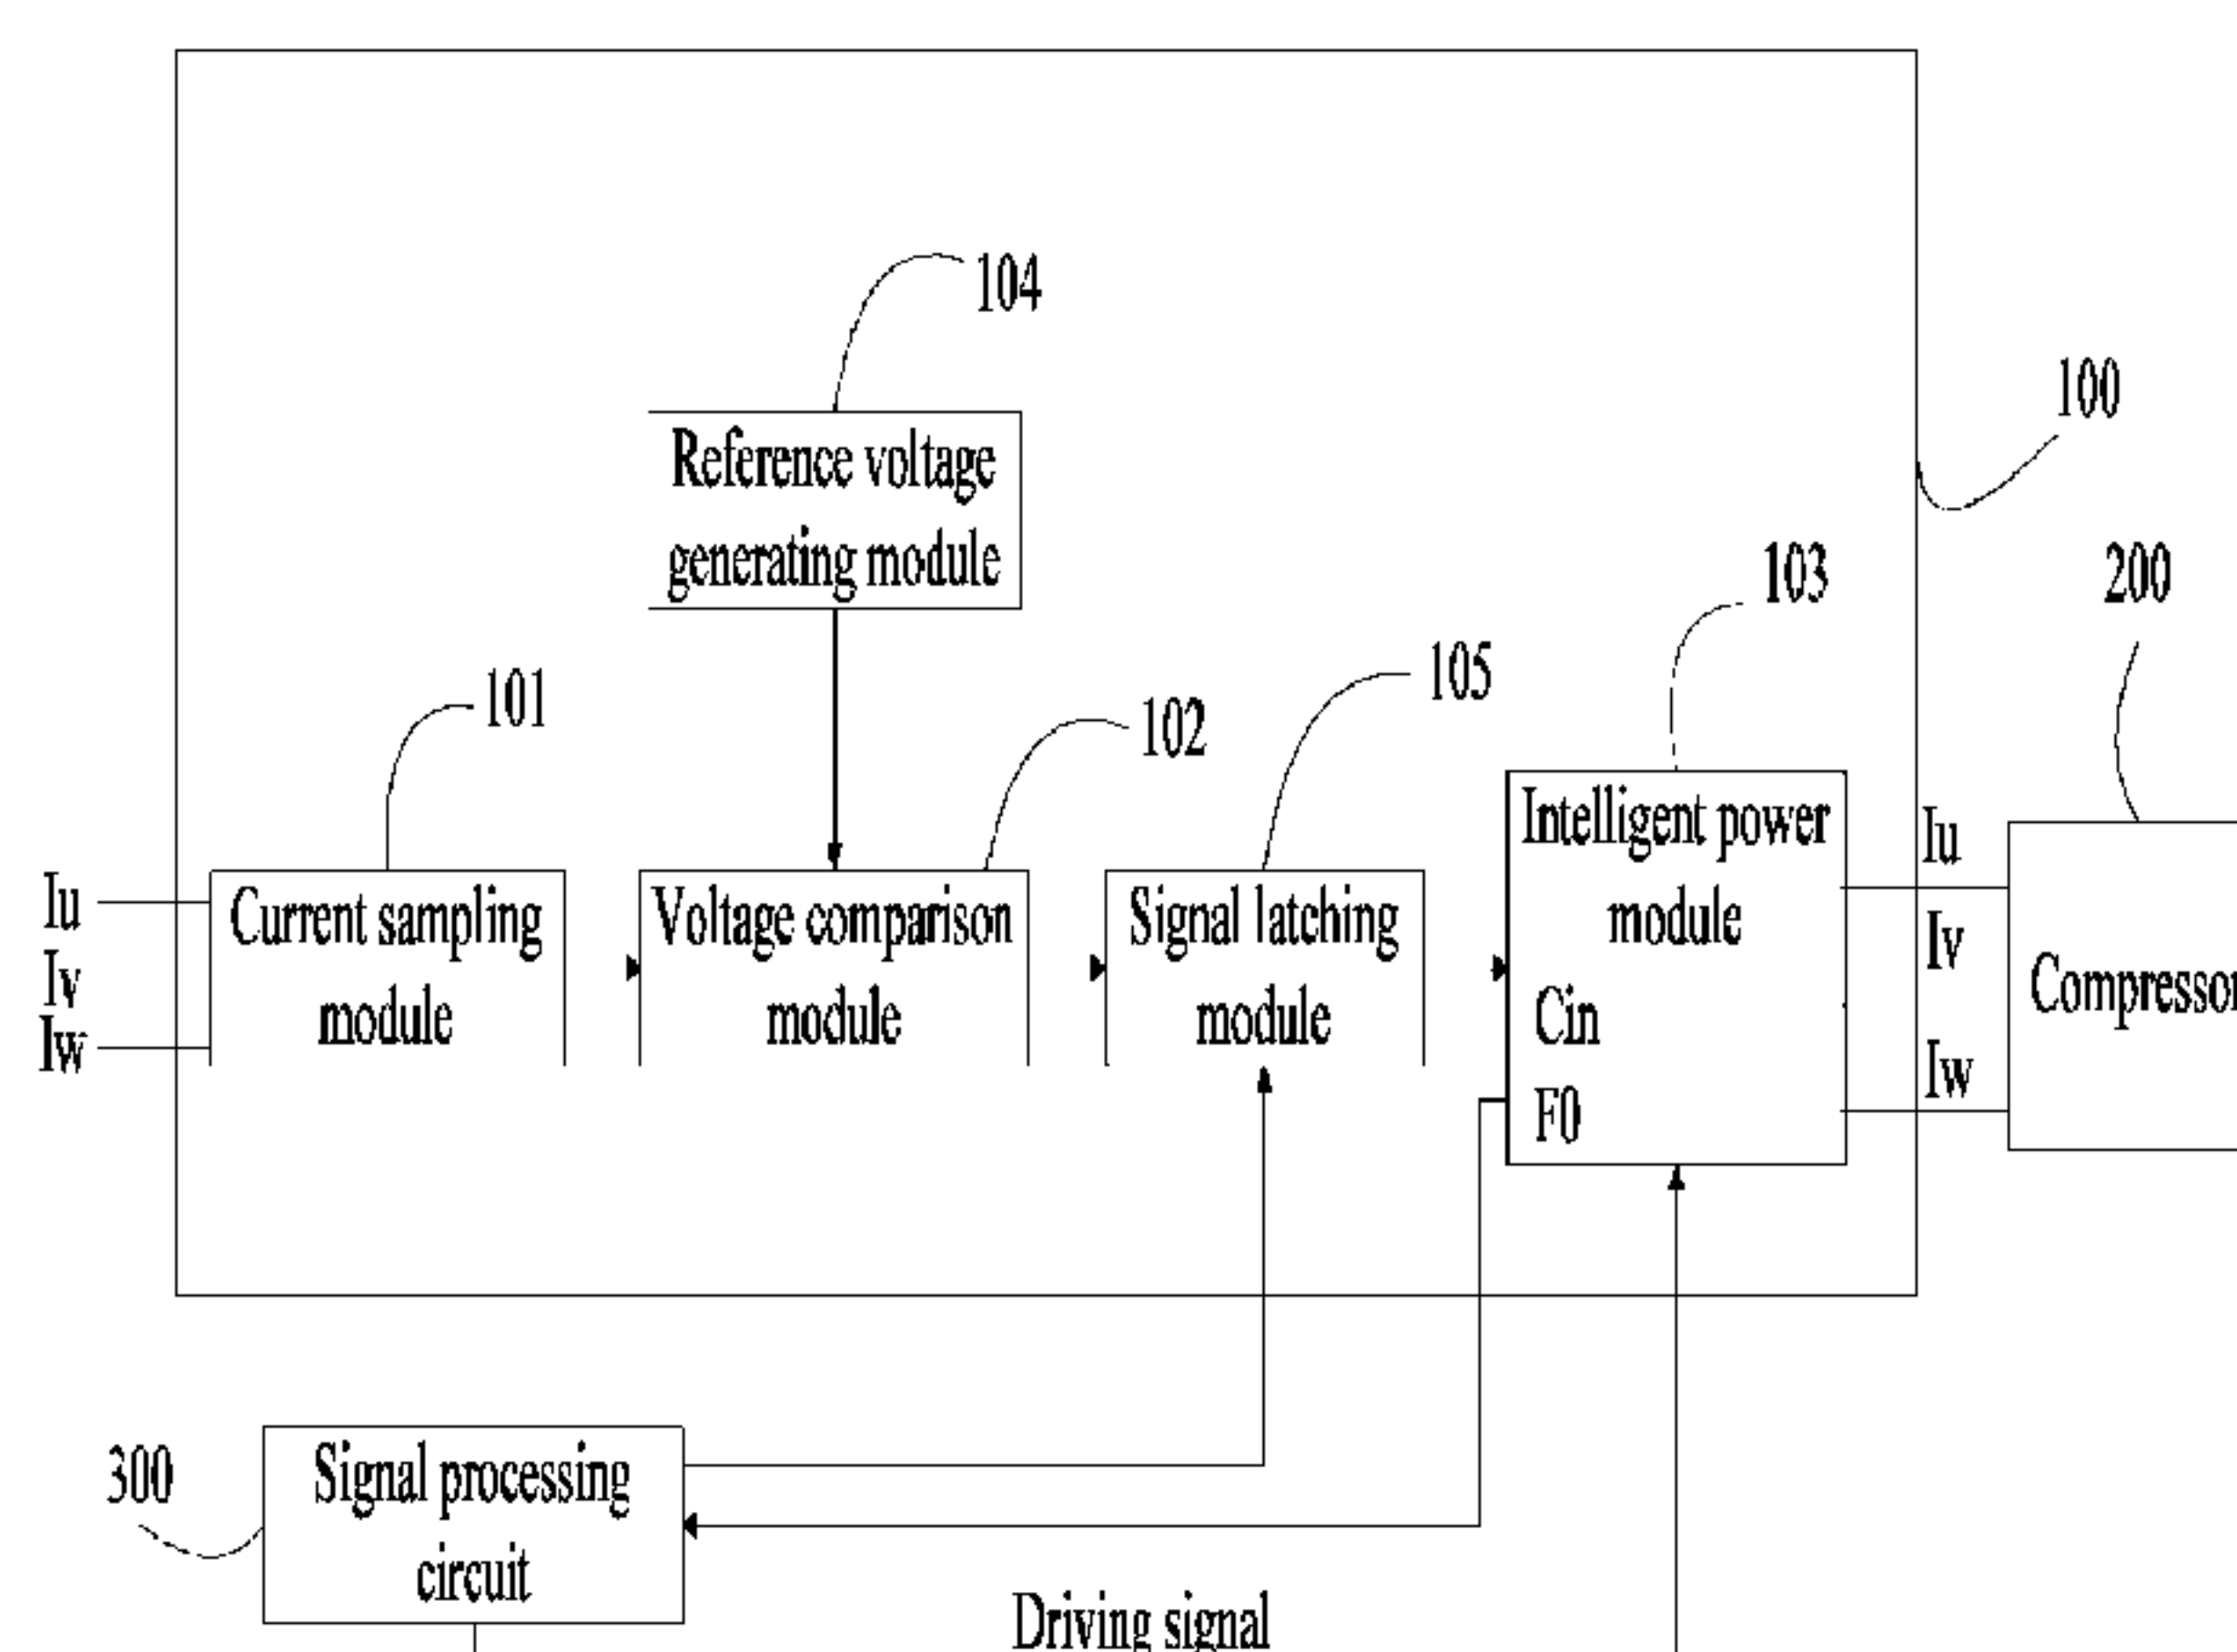 104
100
Reference voltage
generating module
103
200
105
101
102
Intelligent power
module
Cin
F0
Iu
Iv
Iw
Current sampling
module
Voltage comparison
module
Signal latching
module
Iu
Iv
Iw
Compressor
300
Signal processing
circuit
Driving signal